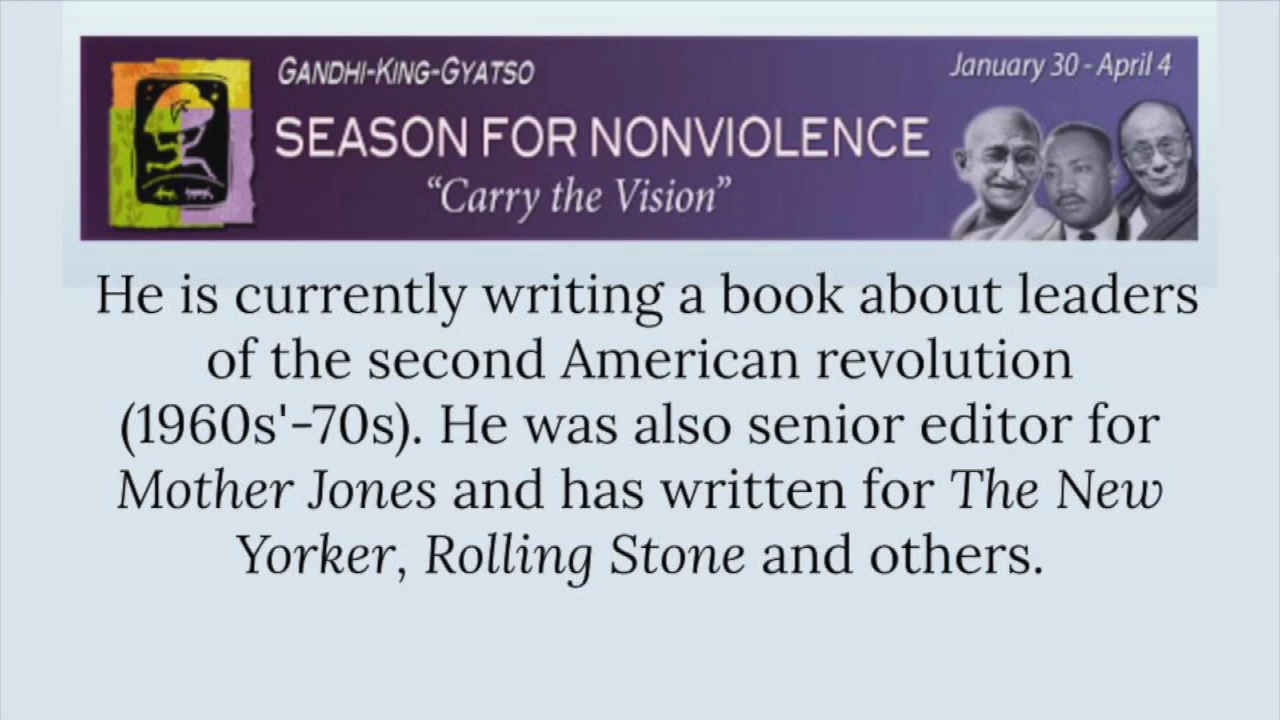 GANDHI-KING-GYATSO
January 30 - April 4
SEASON FOR NONVIOLENCE
“Carry the Vision”
He is currently writing a book about leaders
of the second American revolution
(1960s'-70s). He was also senior editor for
Mother Jones and has written for The New
Yorker, Rolling Stone and others.